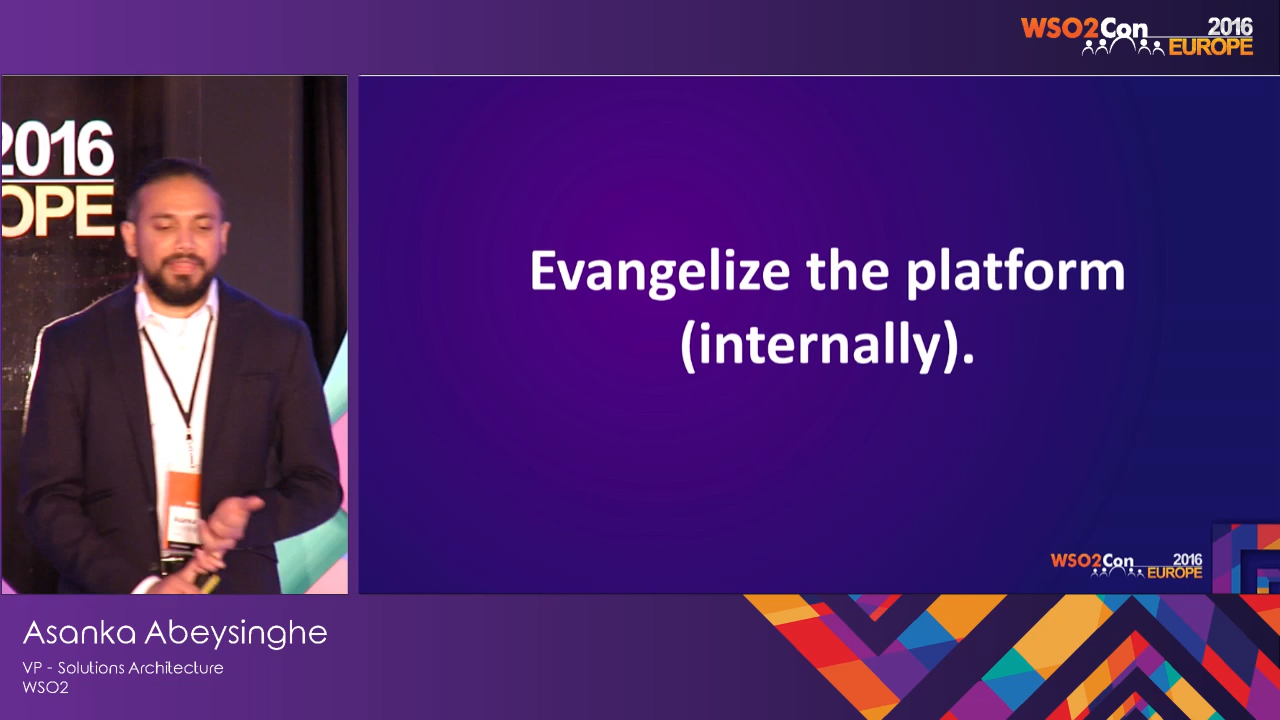 WSO2Con 2016
EUROPE
2016
OPE
Evangelize the platform
(internally).
WSO2Con 2016
EUROPE
Asanka Abeysinghe
VP - Solutions Architecture
WSO2